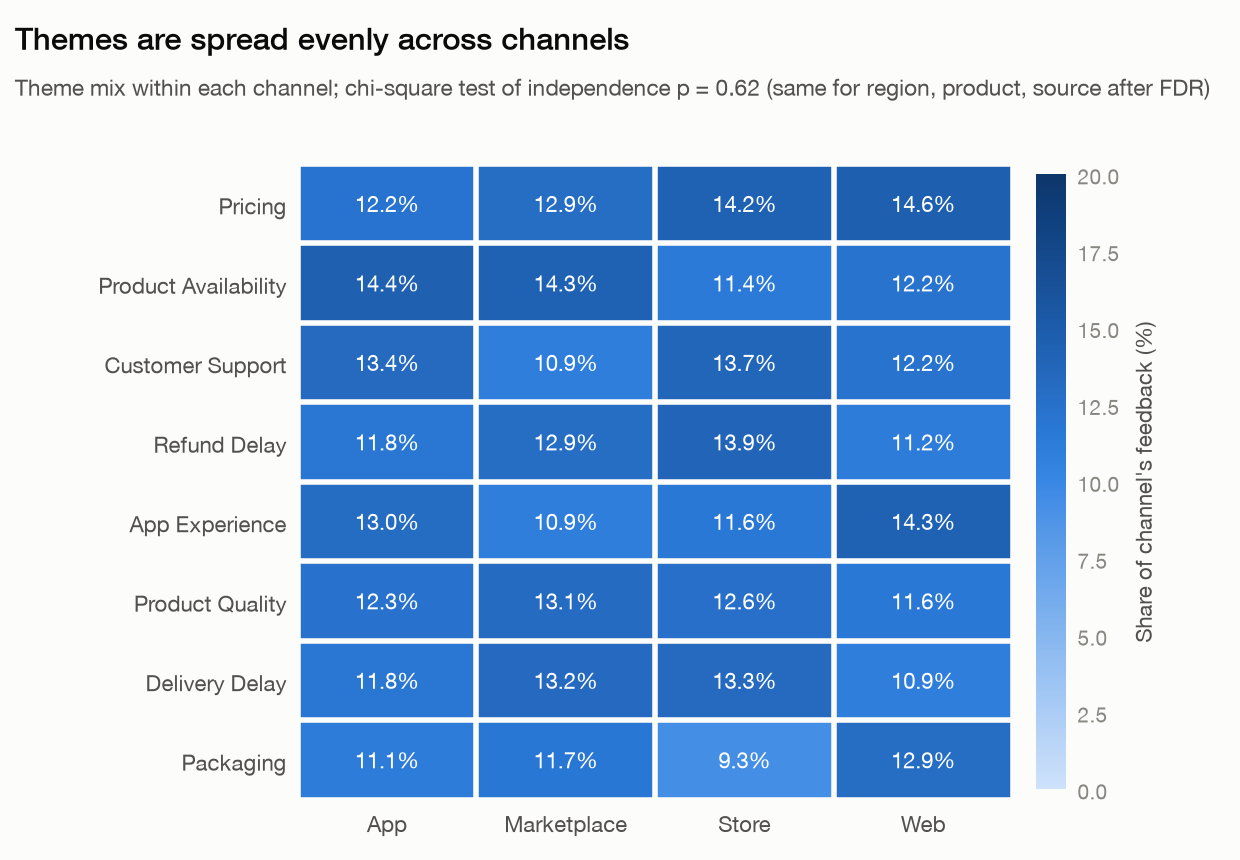 Themes are spread evenly across channels
Theme mix within each channel; chi-square test of independence p = 0.62 (same for region, product, source after FDR)
Pricing 12.2% 12.9% 14.2% 14.6%
Product Availability 14.4% 14.3% 11.4% 12.2%
Customer Support 13.4% 10.9% 13.7% 12.2%
Refund Delay 11.8% 12.9% 13.9% 11.2%
App Experience 13.0% 10.9% 11.6% 14.3%
Product Quality 12.3% 13.1% 12.6% 11.6%
Delivery Delay 11.8% 13.2% 13.3% 10.9%
Packaging 11.1% 11.7% 9.3% 12.9%
App Marketplace Store Web
20.0
17.5
15.0
12.5
10.0
7.5
5.0
2.5
0.0
Share of channel's feedback (%)